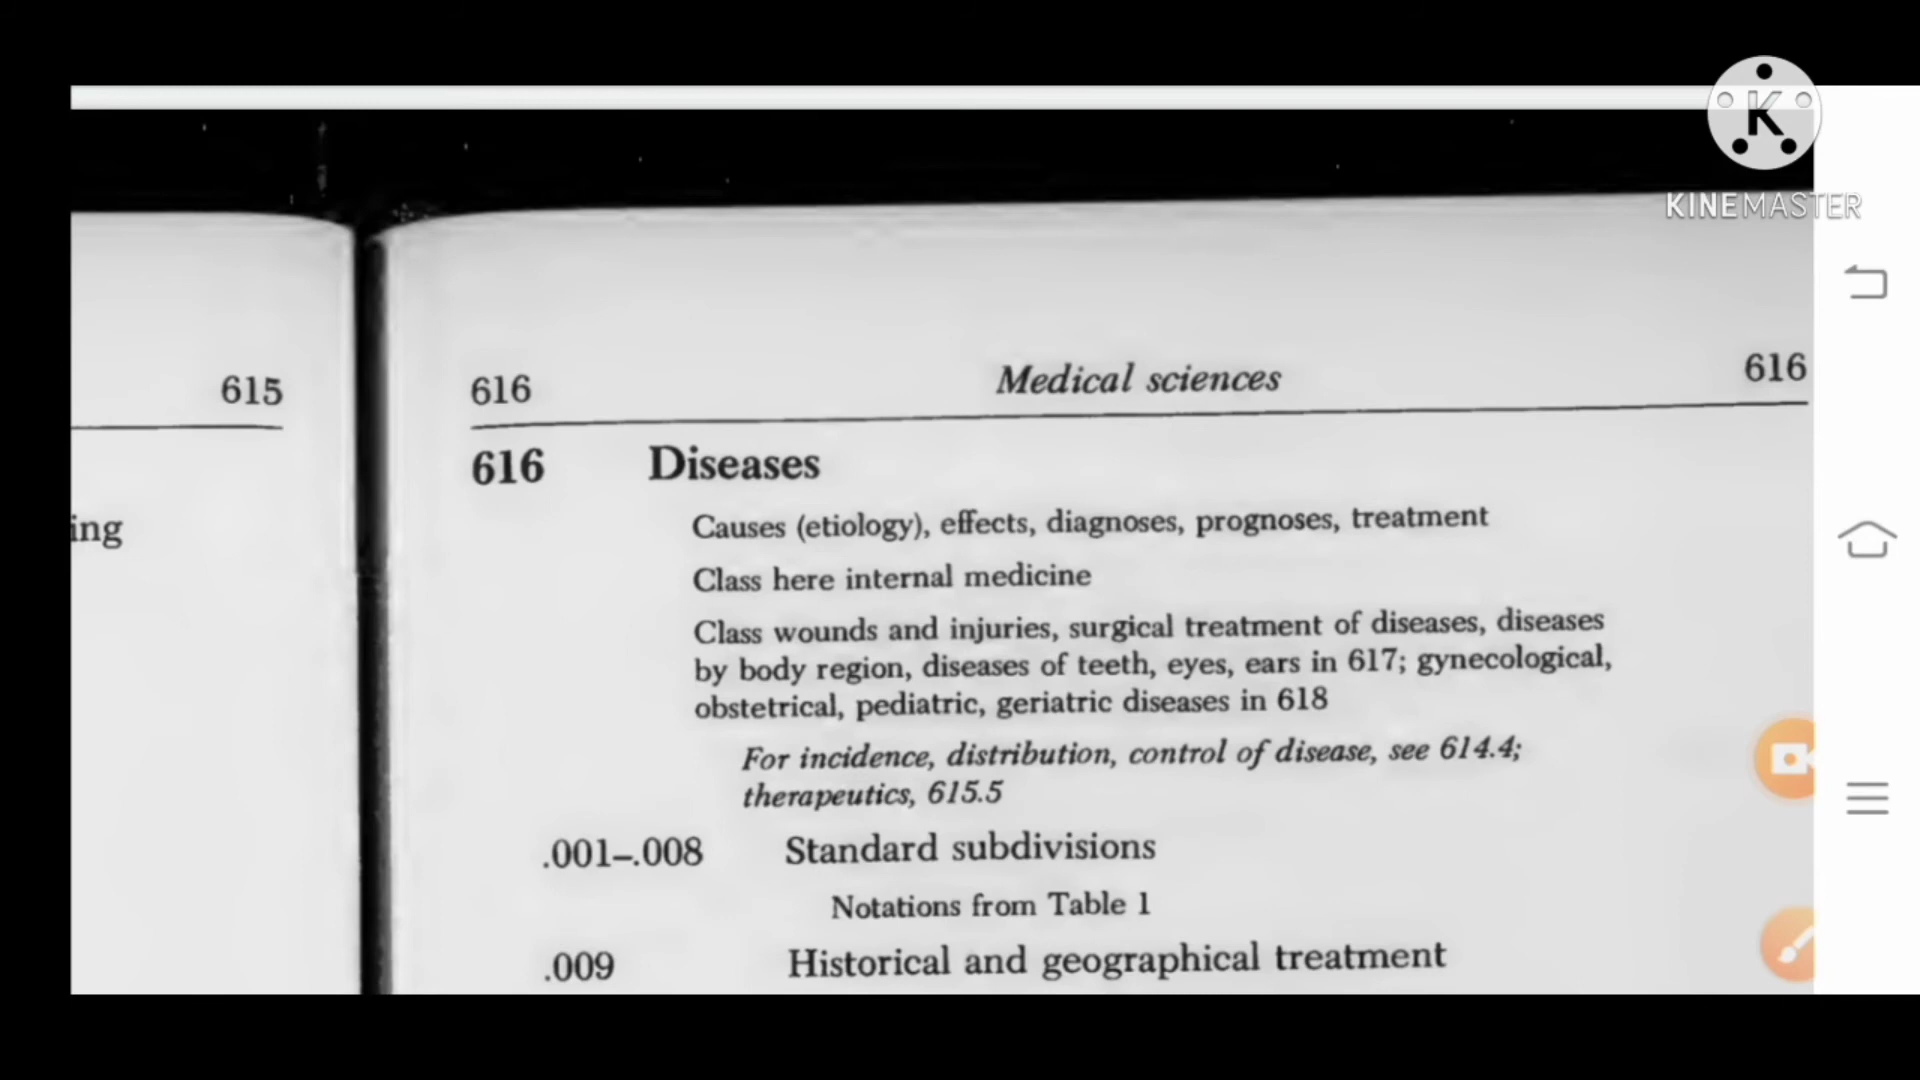 K
KINEMASTER
615
ing
616 Medical sciences 616
616 Diseases
Causes (etiology), effects, diagnoses, prognoses, treatment
Class here internal medicine
Class wounds and injuries, surgical treatment of diseases, diseases
by body region, diseases of teeth, eyes, ears in 617; gynecological,
obstetrical, pediatric, geriatric diseases in 618
For incidence, distribution, control of disease, see 614.4;
therapeutics, 615.5
.001–.008 Standard subdivisions
Notations from Table 1
.009 Historical and geographical treatment